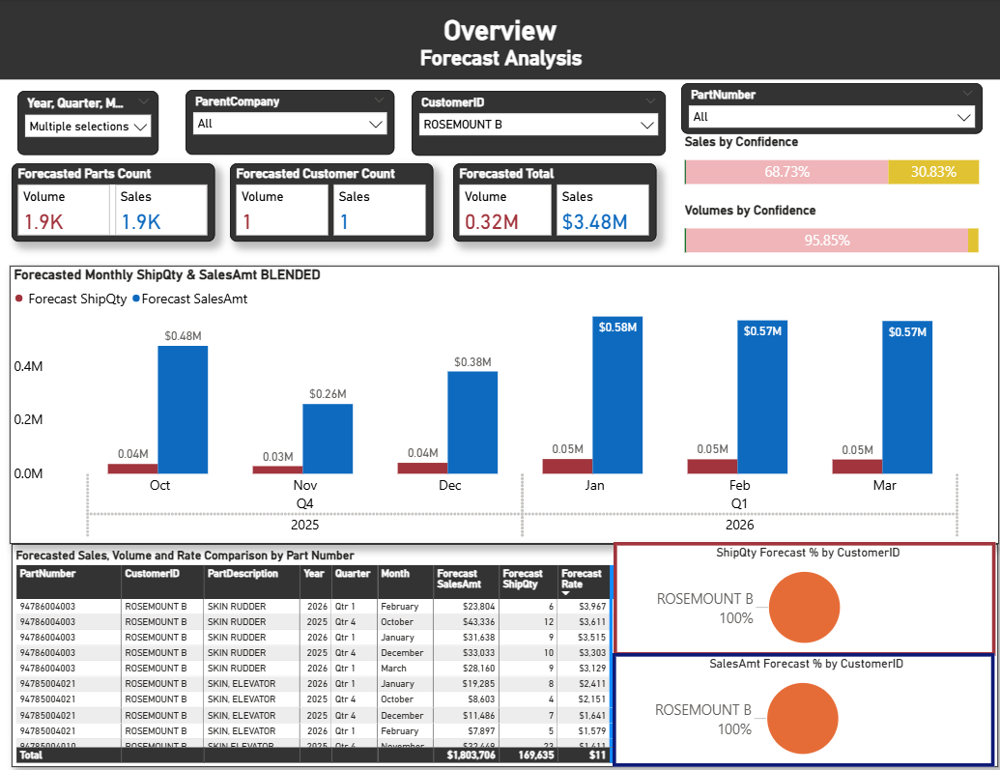 Overview
Forecast Analysis
Year, Quarter, M...
Multiple selections
ParentCompany
All
CustomerID
ROSEMOUNT B
PartNumber
All
Sales by Confidence
68.73% 30.83%
Volumes by Confidence
95.85%
Forecasted Parts Count
Volume Sales
1.9K 1.9K
Forecasted Customer Count
Volume Sales
1 1
Forecasted Total
Volume Sales
0.32M $3.48M
Forecasted Monthly ShipQty & SalesAmt BLENDED
Forecast ShipQty Forecast SalesAmt
0.4M
0.2M
0.0M
0.04M $0.48M
0.03M $0.26M
0.04M $0.38M
0.05M $0.58M
0.05M $0.57M
0.05M $0.57M
Oct Nov Dec Jan Feb Mar
Q4 Q1
2025 2026
Forecasted Sales, Volume and Rate Comparison by Part Number
PartNumber CustomerID PartDescription Year Quarter Month Forecast SalesAmt Forecast ShipQty Forecast Rate
94786004003 ROSEMOUNT B SKIN RUDDER 2026 Qtr 1 February $23,804 6 $3,967
94786004003 ROSEMOUNT B SKIN RUDDER 2025 Qtr 4 October $43,336 12 $3,611
94786004003 ROSEMOUNT B SKIN RUDDER 2026 Qtr 1 January $31,638 9 $3,515
94786004003 ROSEMOUNT B SKIN RUDDER 2025 Qtr 4 December $33,033 10 $3,303
94786004003 ROSEMOUNT B SKIN RUDDER 2026 Qtr 1 March $28,160 9 $3,129
94785004021 ROSEMOUNT B SKIN, ELEVATOR 2026 Qtr 1 January $19,285 8 $2,411
94785004021 ROSEMOUNT B SKIN, ELEVATOR 2025 Qtr 4 October $8,603 4 $2,151
94785004021 ROSEMOUNT B SKIN, ELEVATOR 2025 Qtr 4 December $11,486 7 $1,641
94785004021 ROSEMOUNT B SKIN, ELEVATOR 2026 Qtr 1 February $7,897 5 $1,579
94785004010 ROSEMOUNT B 2025 Qtr 4 November
Total $1,803,706 169,635 $11
ShipQty Forecast % by CustomerID
ROSEMOUNT B
100%
SalesAmt Forecast % by CustomerID
ROSEMOUNT B
100%